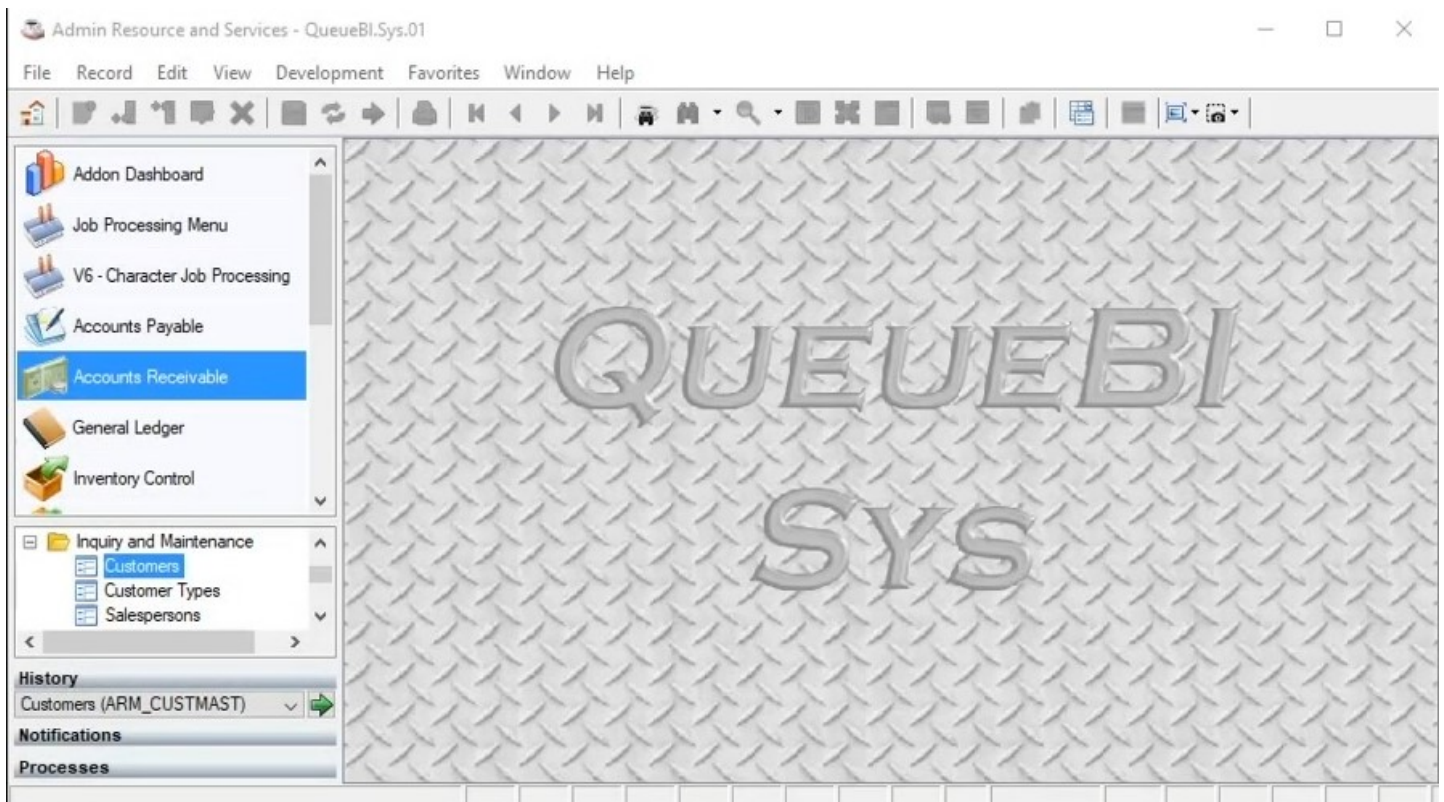 Admin Resource and Services - QueueBI.Sys.01
File Record Edit View Development Favorites Window Help
Addon Dashboard
Job Processing Menu
V6 - Character Job Processing
Accounts Payable
Accounts Receivable
General Ledger
Inventory Control
Inquiry and Maintenance
Customers
Customer Types
Salespersons
History
Customers (ARM_CUSTMAST)
Notifications
Processes
QUEUEBI
SYS